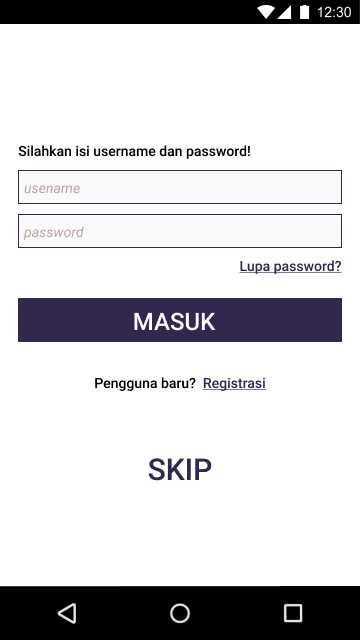 12:30
Silahkan isi username dan password!
usename
password
Lupa password?
MASUK
Pengguna baru? Registrasi
SKIP